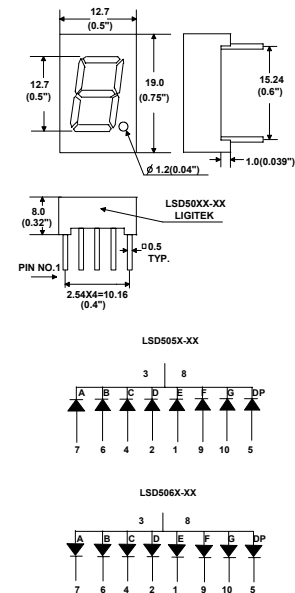 12.7
(0.5")
12.7
(0.5")
19.0
(0.75")
15.24
(0.6")
1.0(0.039")
ϕ 1.2(0.04")
8.0
(0.32")
LSD50XX-XX
LIGITEK
□0.5
TYP.
PIN NO.1
2.54X4=10.16
(0.4")
LSD505X-XX
3 8
A B C D E F G DP
7 6 4 2 1 9 10 5
LSD506X-XX
3 8
A B C D E F G DP
7 6 4 2 1 9 10 5